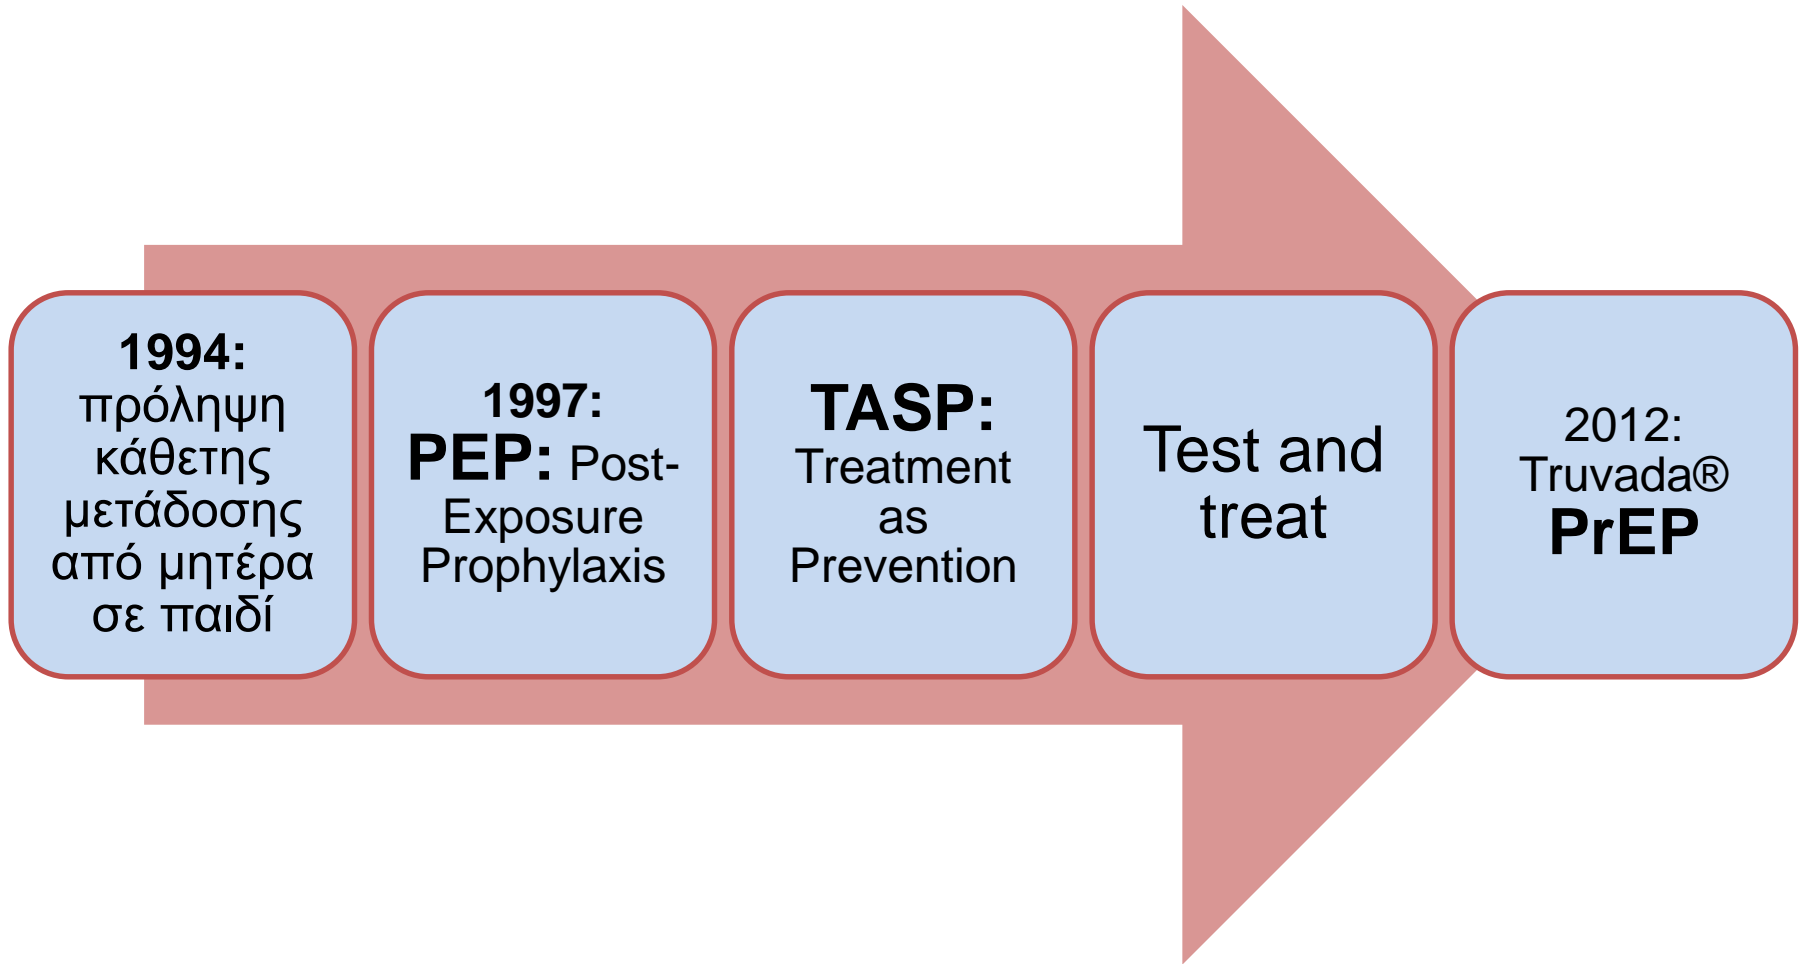 1994:
πρόληψη
κάθετης
μετάδοσης
από μητέρα
σε παιδί
1997:
PEP: Post-
Exposure
Prophylaxis
TASP:
Treatment
as
Prevention
Test and
treat
2012:
Truvada®
PrEP